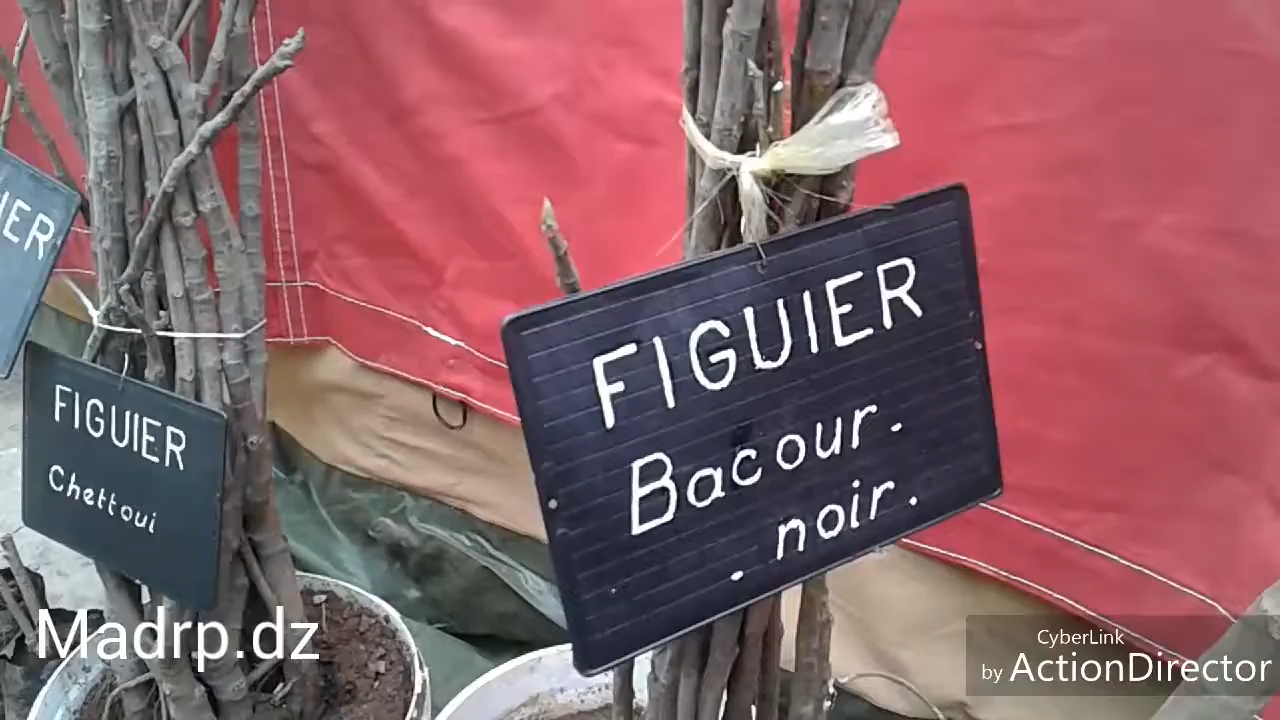 IER
FIGUIER
Chettoui
FIGUIER
Bacour.
. noir.
Madrp.dz
CyberLink
by ActionDirector